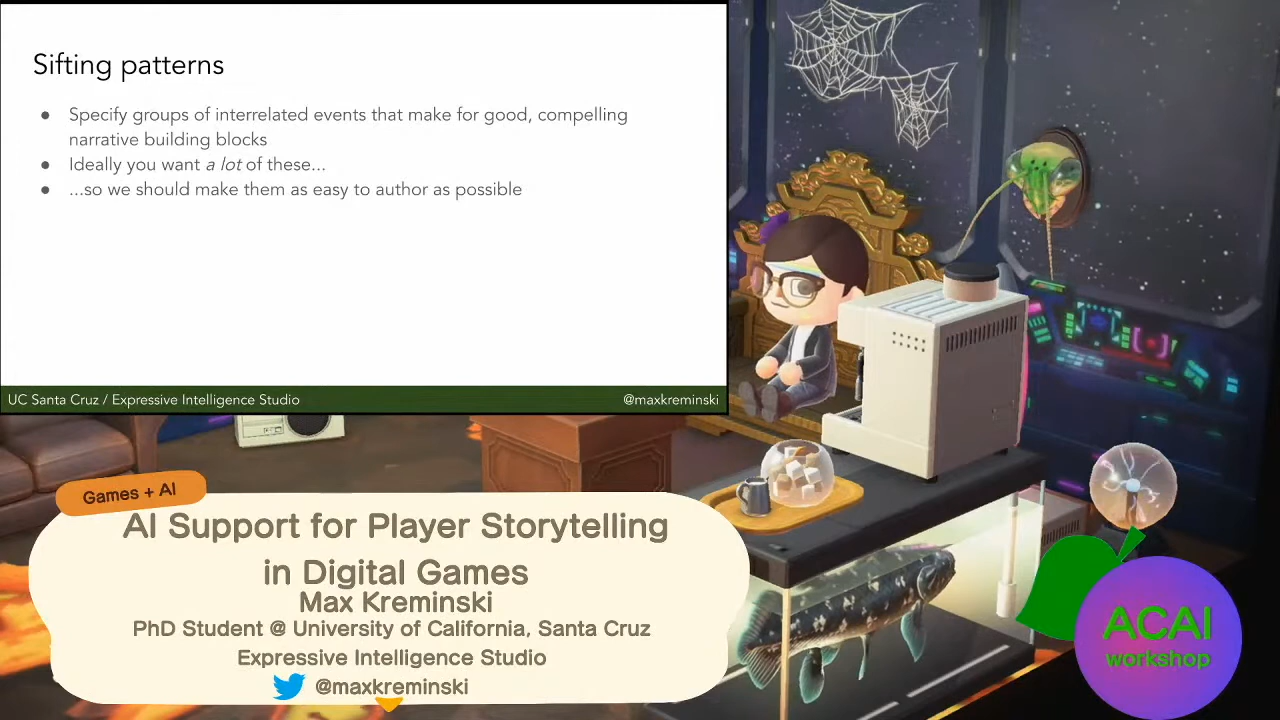 Sifting patterns
● Specify groups of interrelated events that make for good, compelling
narrative building blocks
● Ideally you want a lot of these...
● ...so we should make them as easy to author as possible
UC Santa Cruz / Expressive Intelligence Studio
@maxkreminski
Games + AI
AI Support for Player Storytelling
in Digital Games
Max Kreminski
PhD Student @ University of California, Santa Cruz
Expressive Intelligence Studio
@maxkreminski
ACAI
workshop